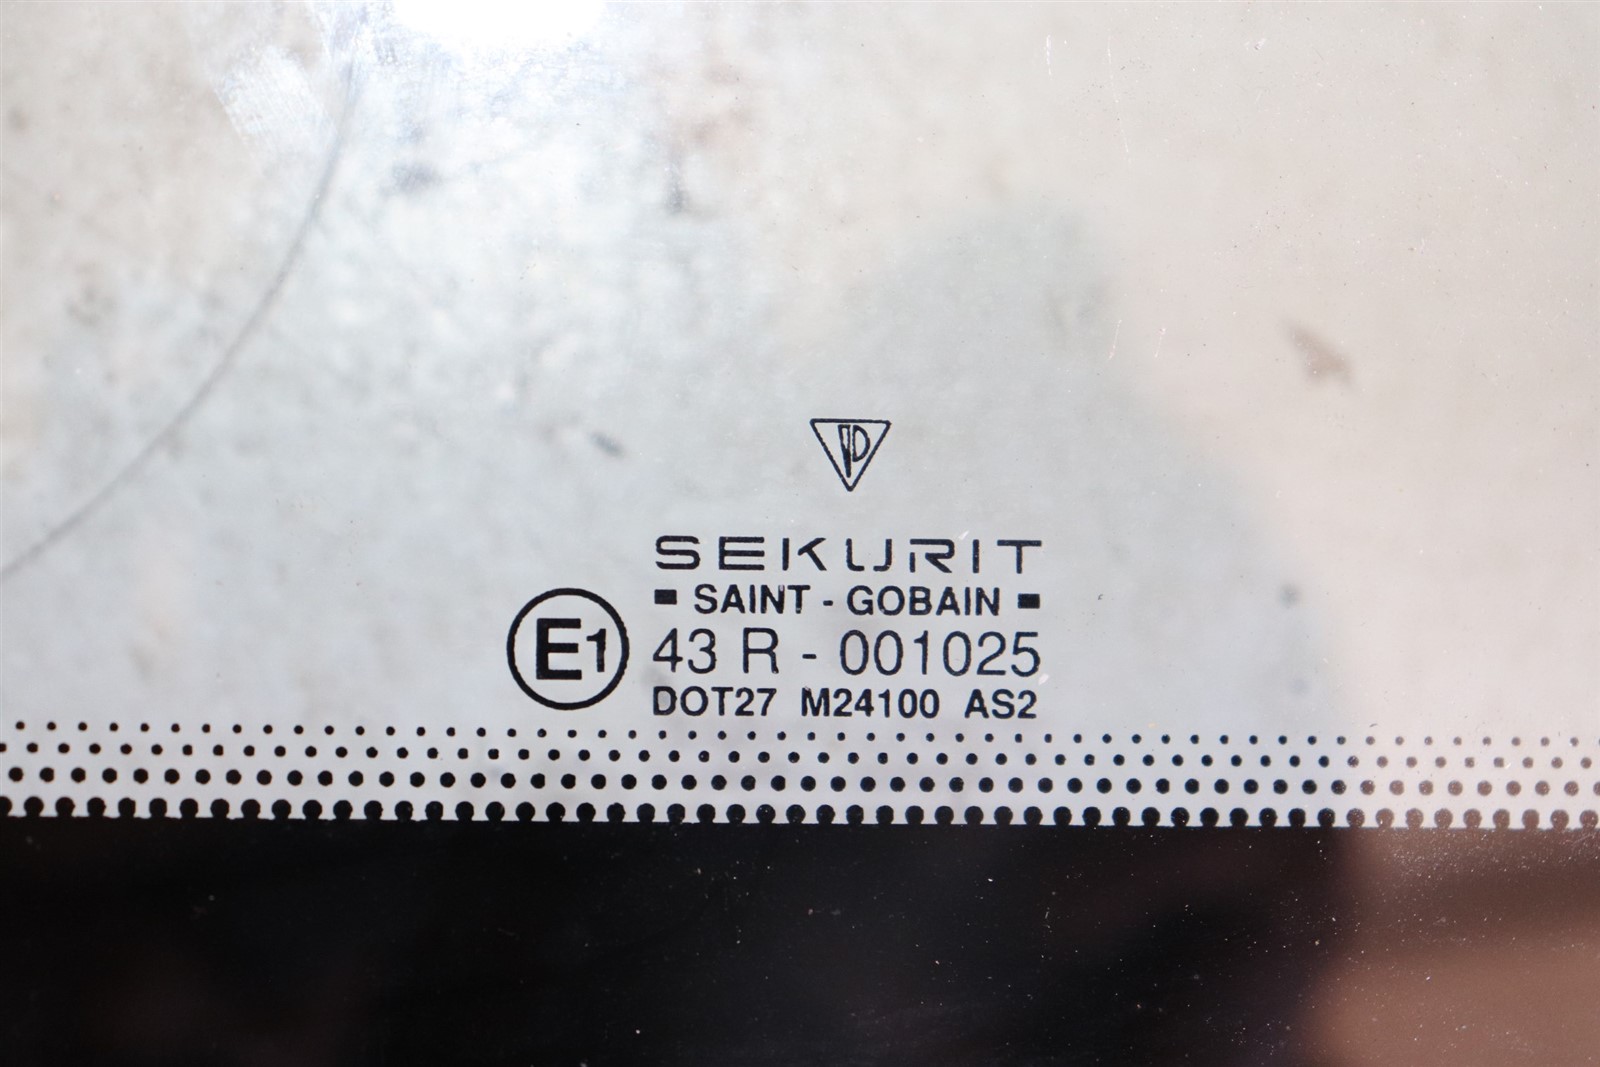 SEKURIT
SAINT - GOBAIN
E1
43 R - 001025
DOT27 M24100 AS2